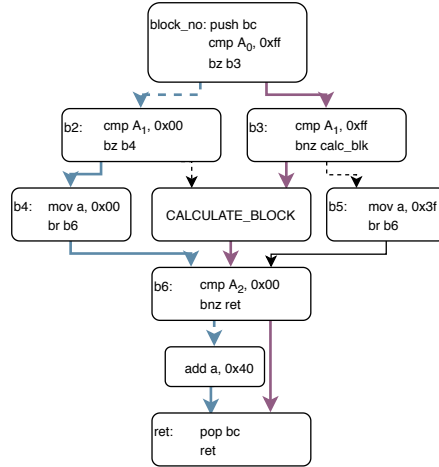 block_no: push bc
cmp A₀, 0xff
bz b3
b2: cmp A₁, 0x00
bz b4
b3: cmp A₁, 0xff
bnz calc_blk
b4: mov a, 0x00
br b6
CALCULATE_BLOCK
b5: mov a, 0x3f
br b6
b6: cmp A₂, 0x00
bnz ret
add a, 0x40
ret: pop bc
ret